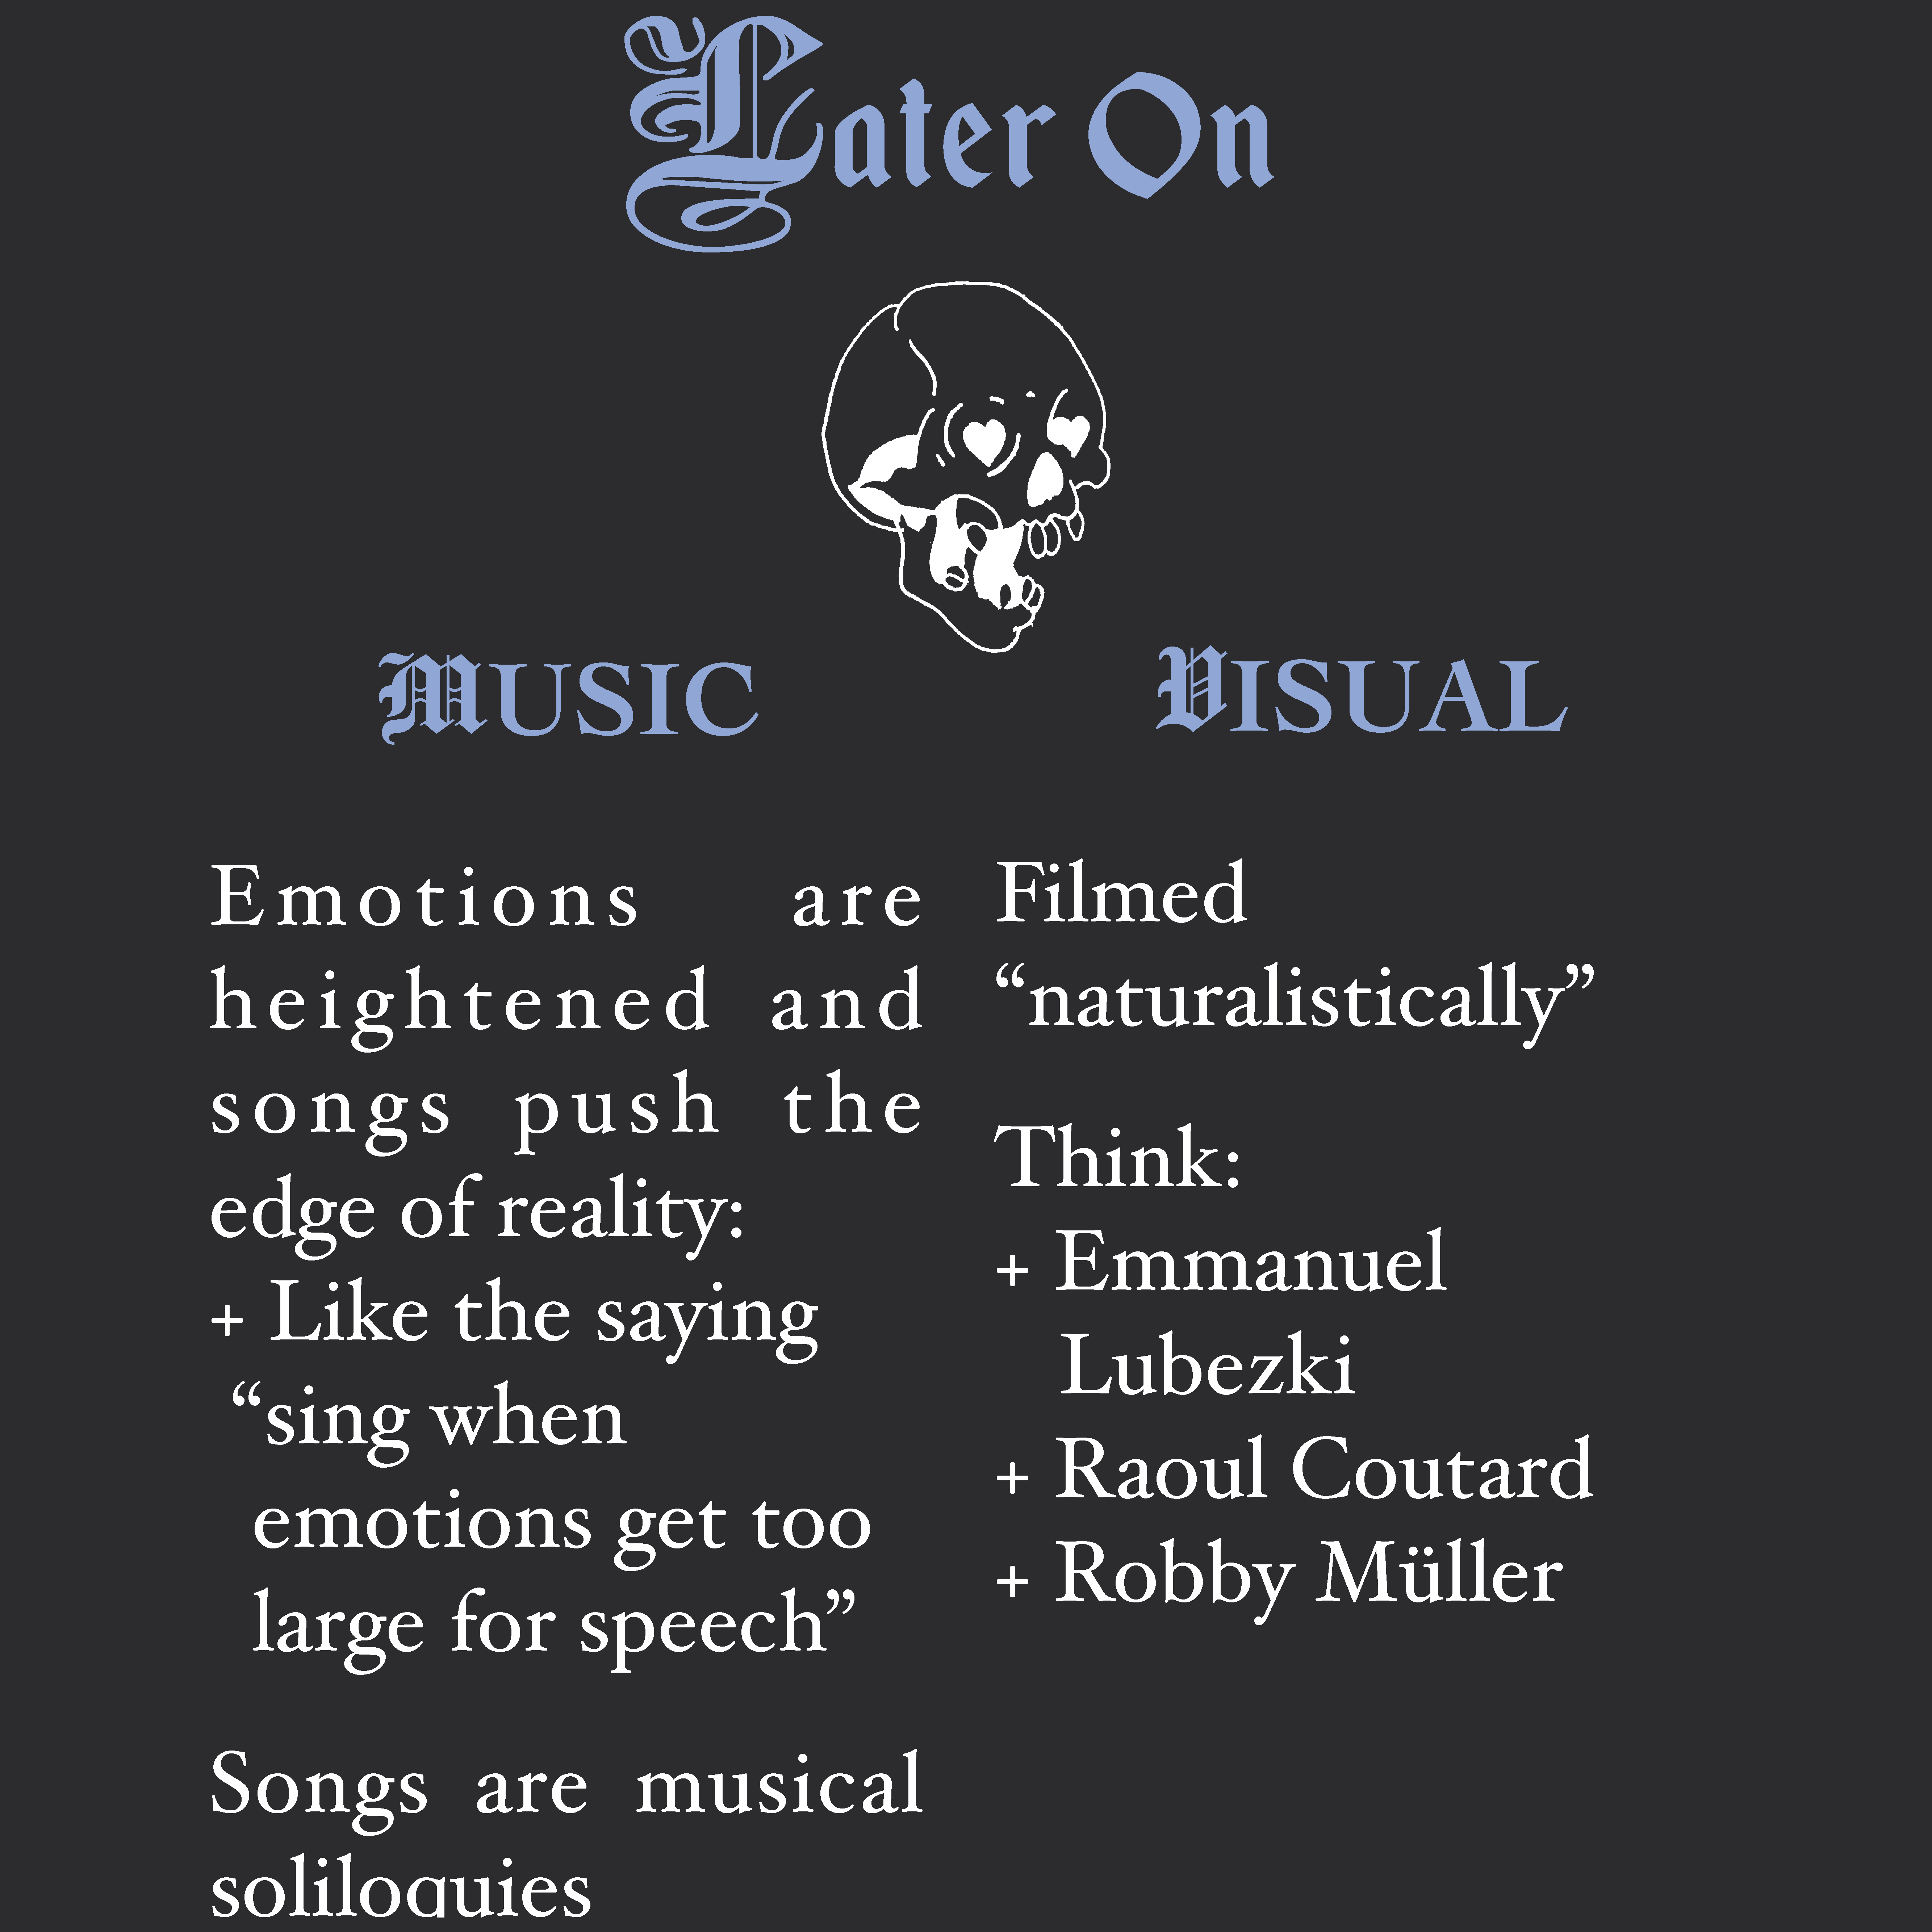 Later On
Music
Emotions are
heightened and
songs push the
edge of reality:
+ Like the saying
“sing when
emotions get too
large for speech”
Songs are musical
soliloquies
Visual
Filmed
“naturalistically”
Think:
+ Emmanuel
Lubezki
+ Raoul Coutard
+ Robby Müller